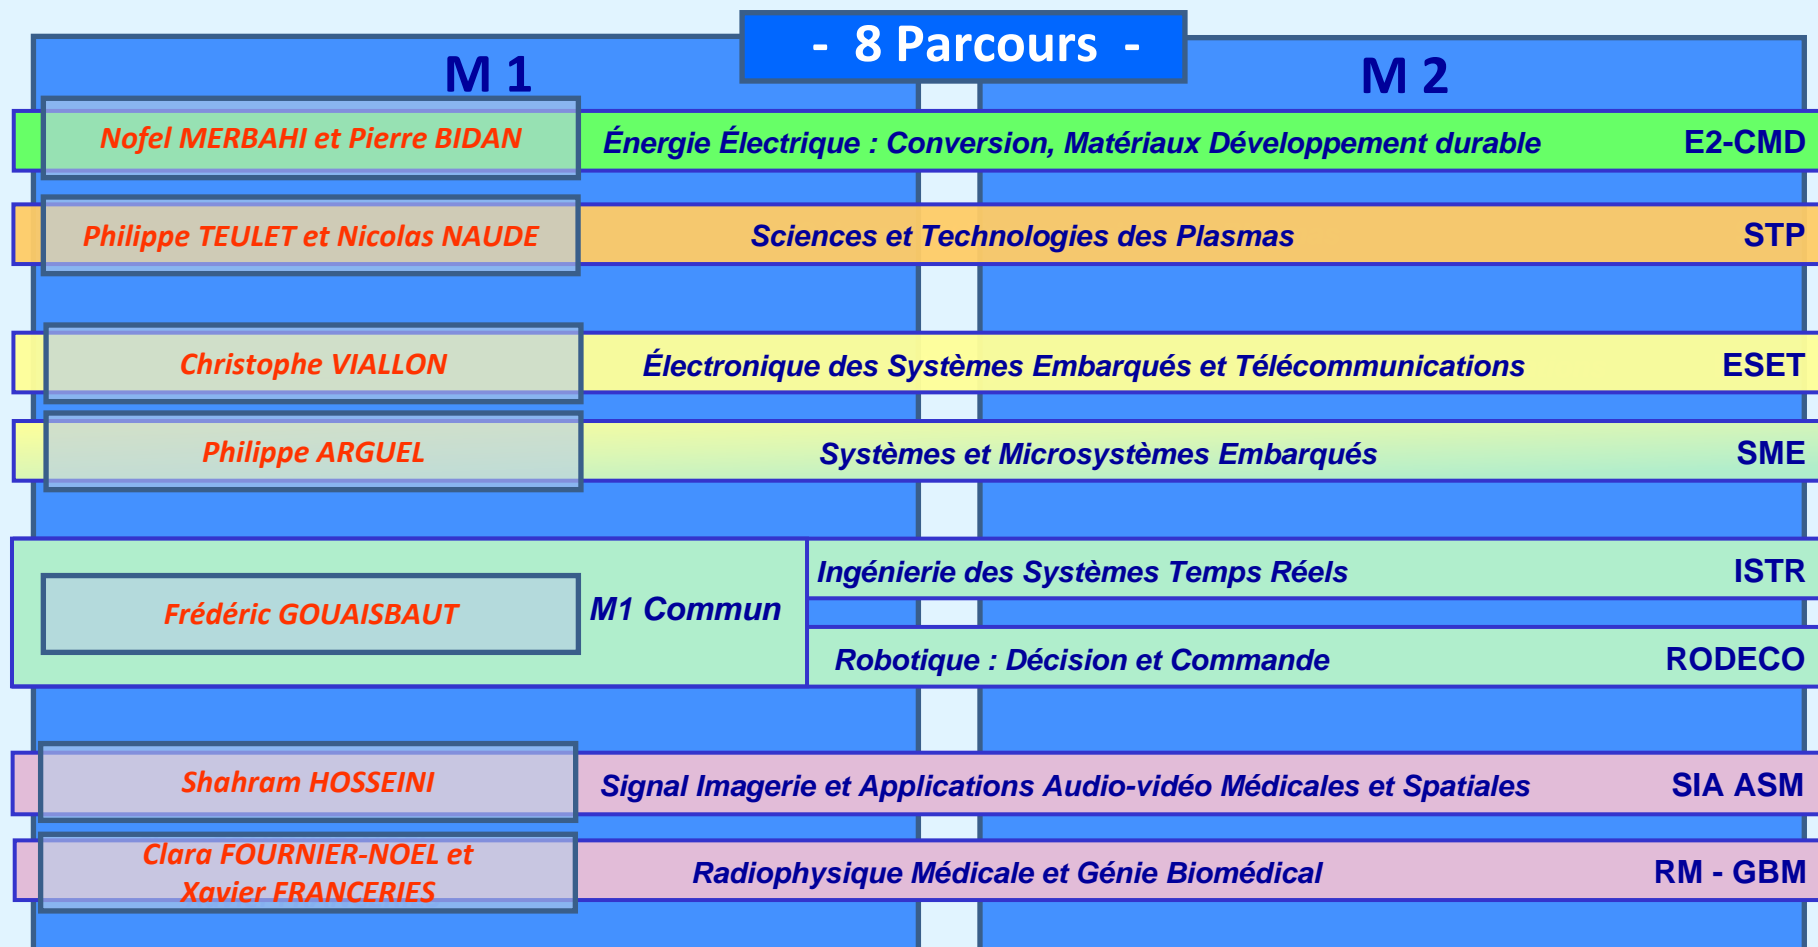 - 8 Parcours -
M 1
M 2
Nofel MERBAHI et Pierre BIDAN
Énergie Électrique : Conversion, Matériaux Développement durable
E2-CMD
Philippe TEULET et Nicolas NAUDE
Sciences et Technologies des Plasmas
STP
Christophe VIALLON
Électronique des Systèmes Embarqués et Télécommunications
ESET
Philippe ARGUEL
Systèmes et Microsystèmes Embarqués
SME
Frédéric GOUAISBAUT
M1 Commun
Ingénierie des Systèmes Temps Réels
ISTR
Robotique : Décision et Commande
RODECO
Shahram HOSSEINI
Signal Imagerie et Applications Audio-vidéo Médicales et Spatiales
SIA ASM
Clara FOURNIER-NOEL et
Xavier FRANCERIES
Radiophysique Médicale et Génie Biomédical
RM - GBM